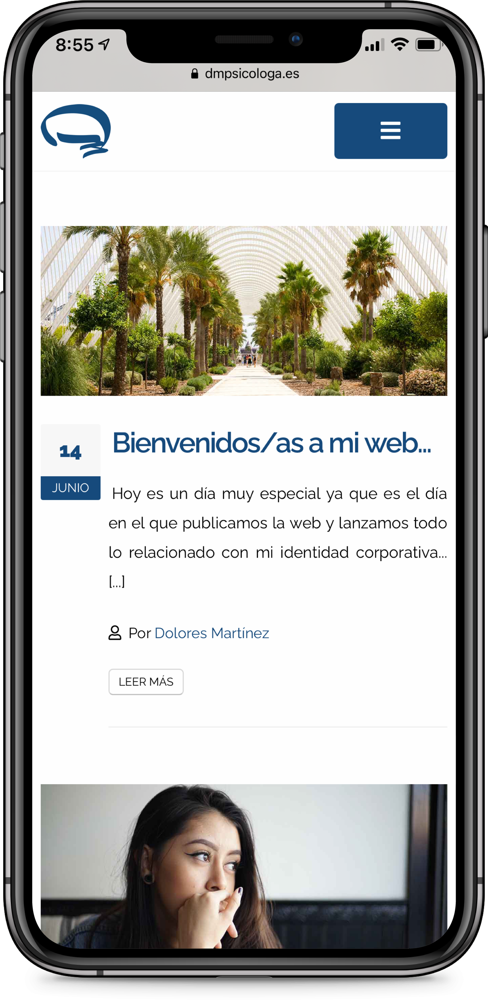 8:55
dmpsicologa.es
14
JUNIO
Bienvenidos/as a mi web...
Hoy es un día muy especial ya que es el día
en el que publicamos la web y lanzamos todo
lo relacionado con mi identidad corporativa...
[...]
Por Dolores Martínez
LEER MÁS